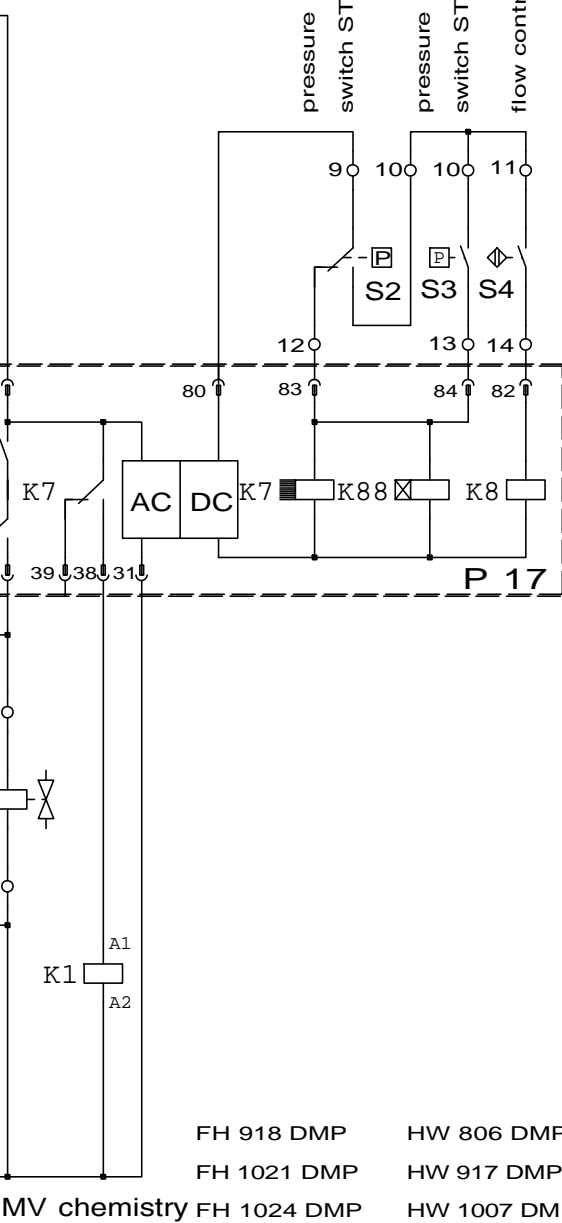 pressure
switch ST
pressure
switch ST
flow contr
9 10 10 11
P P
S2 S3 S4
12 13 14
80 83 84 82
K7 AC DC K7 K88 K8
39 38 31 P 17
A1
K1
A2
FH 918 DMP HW 806 DMP
FH 1021 DMP HW 917 DMP
MV chemistry FH 1024 DMP HW 1007 DM